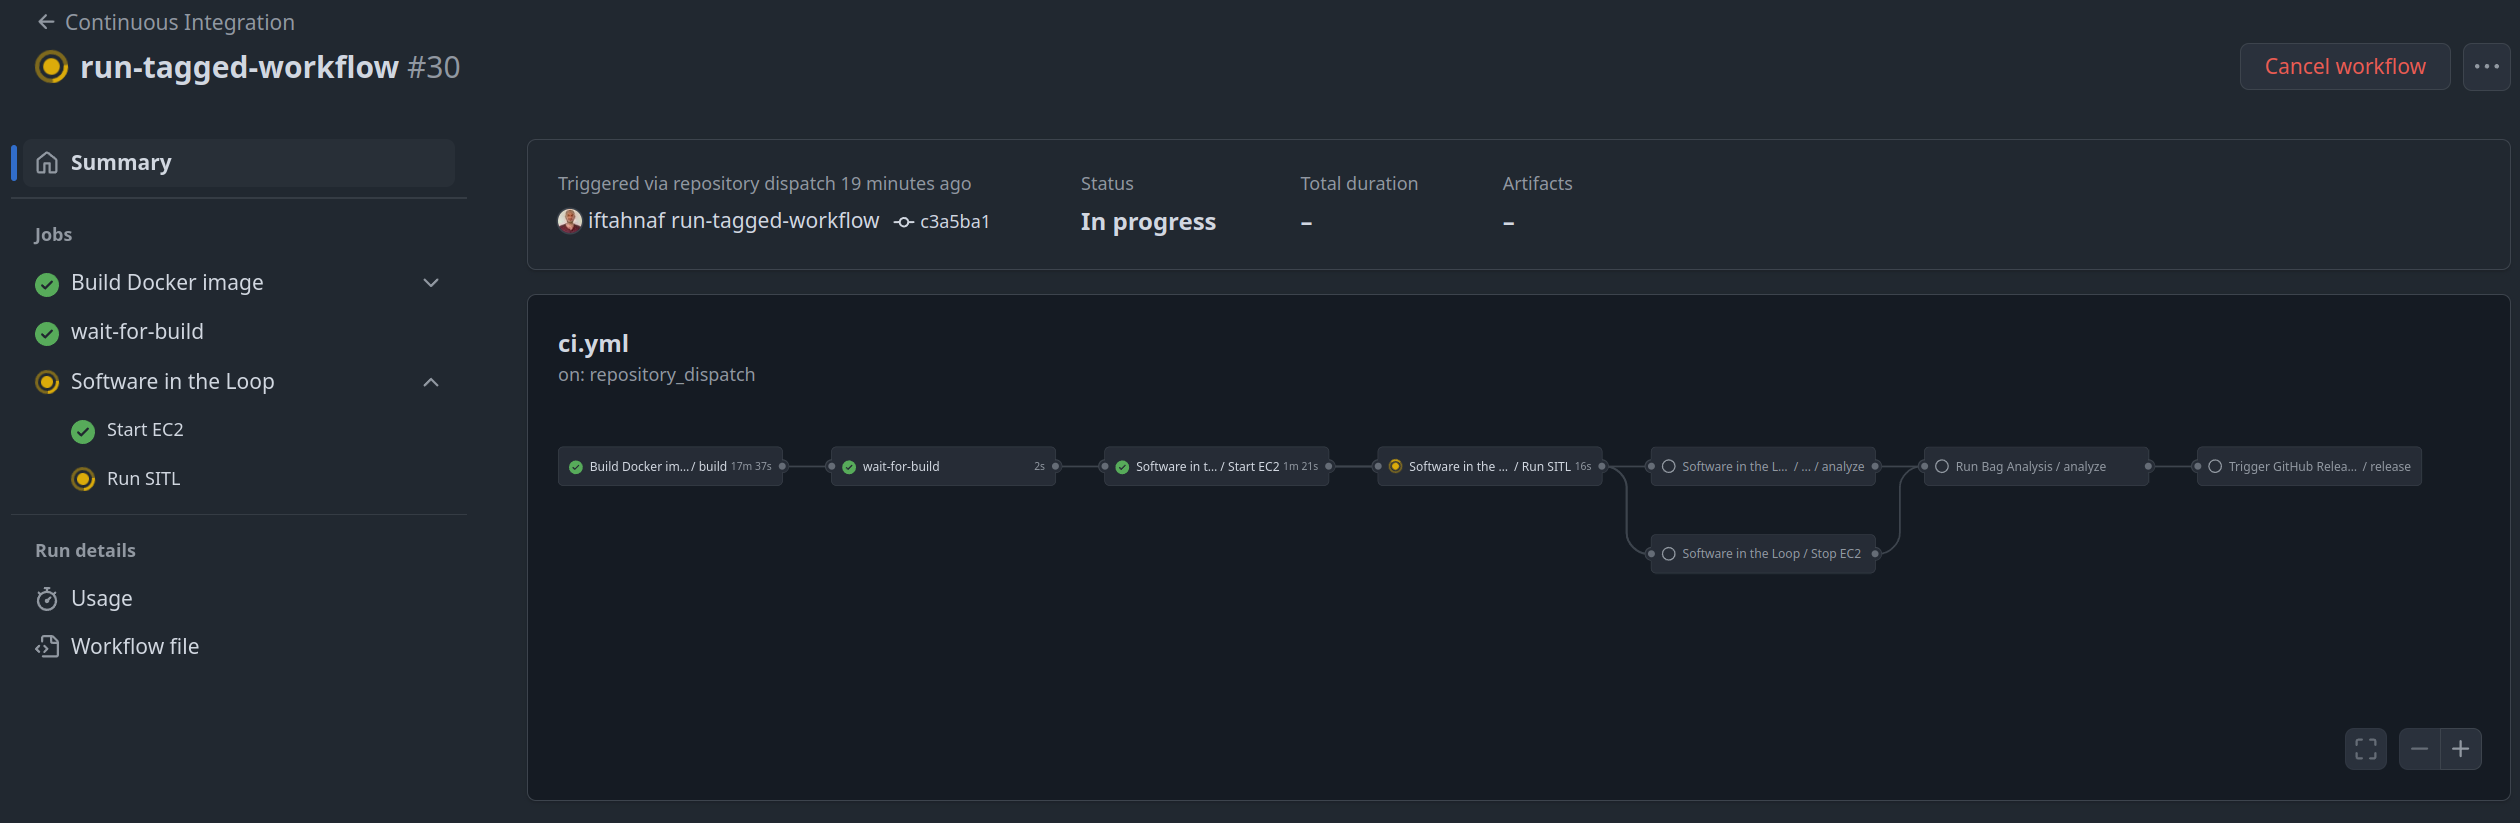 Continuous Integration
run-tagged-workflow #30
Cancel workflow
Summary
Jobs
Build Docker image
wait-for-build
Software in the Loop
Start EC2
Run SITL
Run details
Usage
Workflow file
Triggered via repository dispatch 19 minutes ago
iftahnaf run-tagged-workflow c3a5ba1
Status
In progress
Total duration
–
Artifacts
–
ci.yml
on: repository_dispatch
Build Docker im... / build 17m 37s
wait-for-build 2s
Software in t... / Start EC2 1m 21s
Software in the ... / Run SITL 16s
Software in the L... / ... / analyze
Run Bag Analysis / analyze
Trigger GitHub Relea... / release
Software in the Loop / Stop EC2